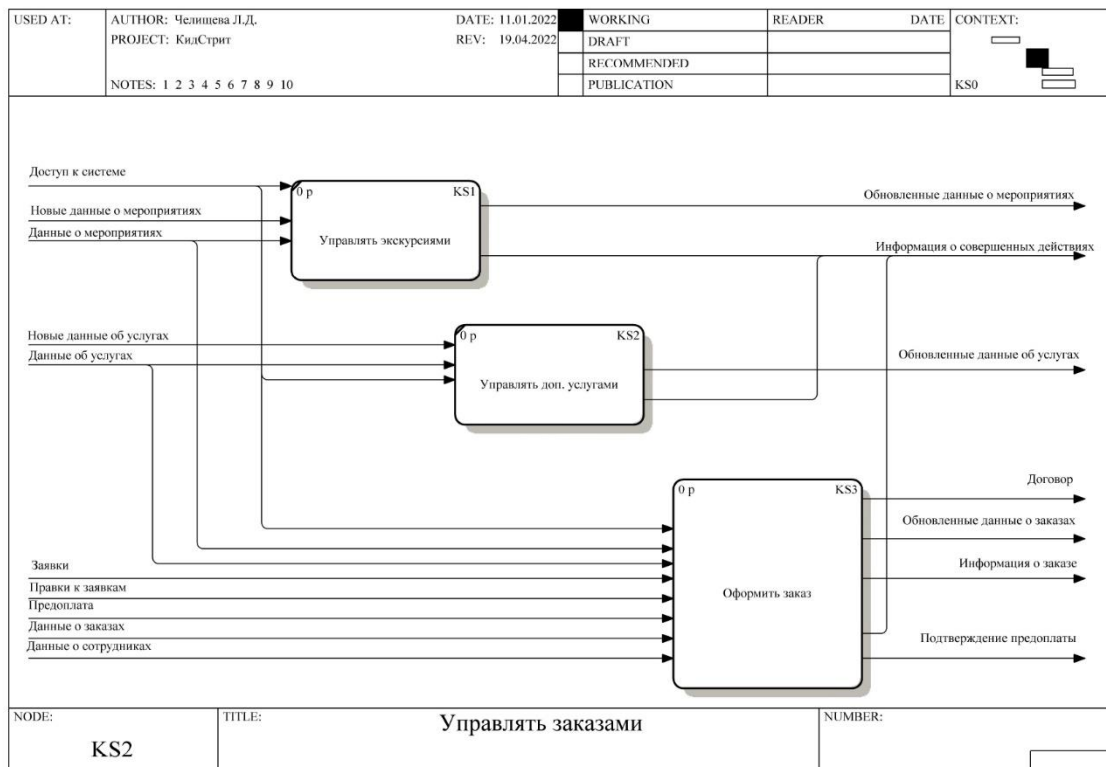 USED AT:
AUTHOR: Челищева Л.Д.
DATE: 11.01.2022
PROJECT: КидСтрит
REV: 19.04.2022
NOTES: 1 2 3 4 5 6 7 8 9 10
WORKING
DRAFT
RECOMMENDED
PUBLICATION
READER
DATE
CONTEXT:
KS0
Доступ к системе
Новые данные о мероприятиях
Данные о мероприятиях
0 р
KS1
Управлять экскурсиями
Обновленные данные о мероприятиях
Информация о совершенных действиях
Новые данные об услугах
Данные об услугах
0 р
KS2
Управлять доп. услугами
Обновленные данные об услугах
0 р
KS3
Оформить заказ
Договор
Обновленные данные о заказах
Информация о заказе
Подтверждение предоплаты
Заявки
Правки к заявкам
Предоплата
Данные о заказах
Данные о сотрудниках
NODE:
KS2
TITLE:
Управлять заказами
NUMBER: